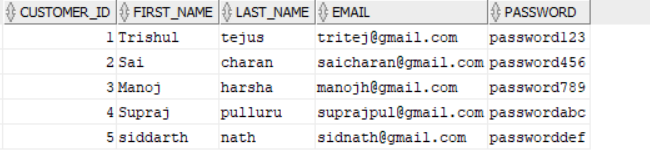 CUSTOMER_ID FIRST_NAME LAST_NAME EMAIL PASSWORD
1 Trishul tejus tritej@gmail.com password123
2 Sai charan saicharan@gmail.com password456
3 Manoj harsha manojh@gmail.com password789
4 Supraj pulluru suprajpul@gmail.com passwordabc
5 siddarth nath sidnath@gmail.com passworddef